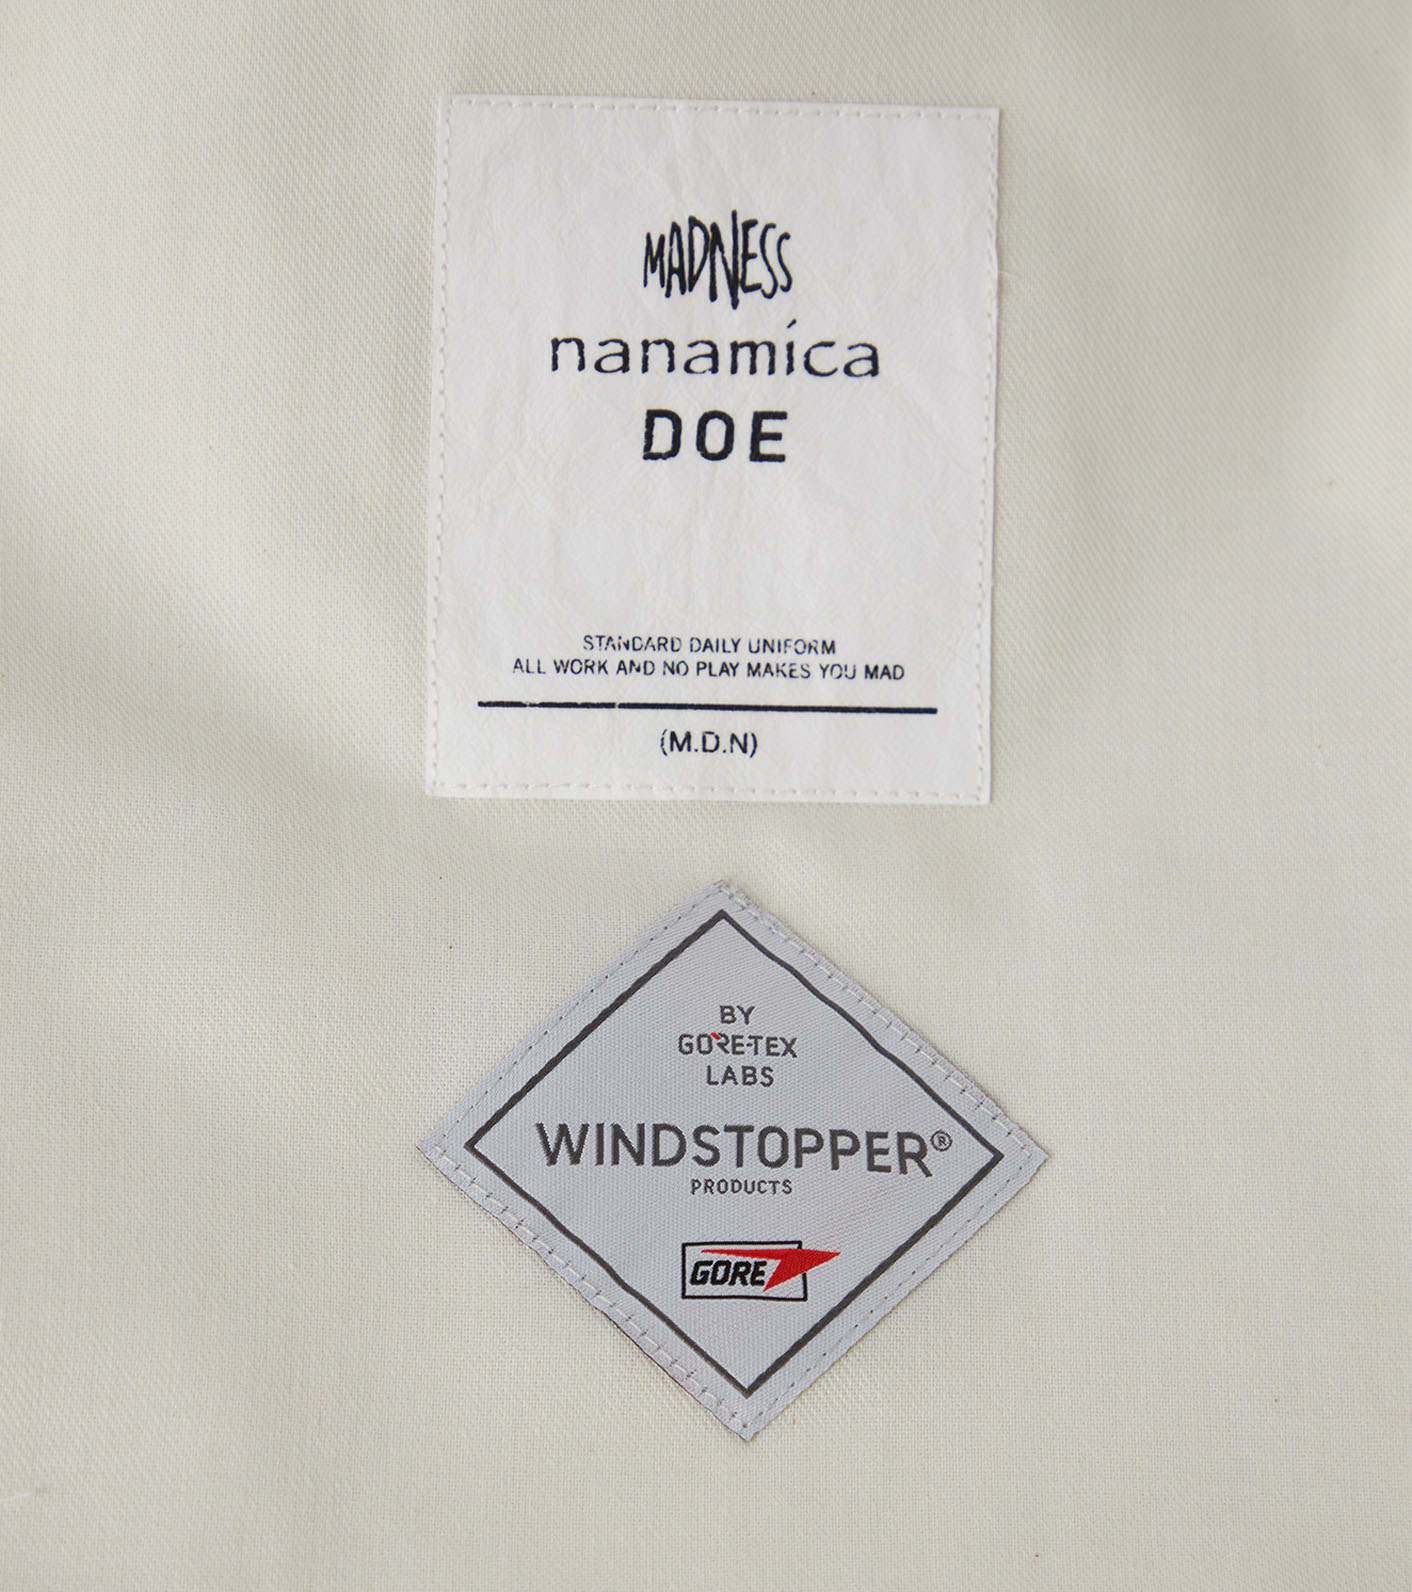 MADNESS
nanamica
DOE
STANDARD DAILY UNIFORM
ALL WORK AND NO PLAY MAKES YOU MAD
(M.D.N)
BY
GORE-TEX
LABS
WINDSTOPPER®
PRODUCTS
GORE